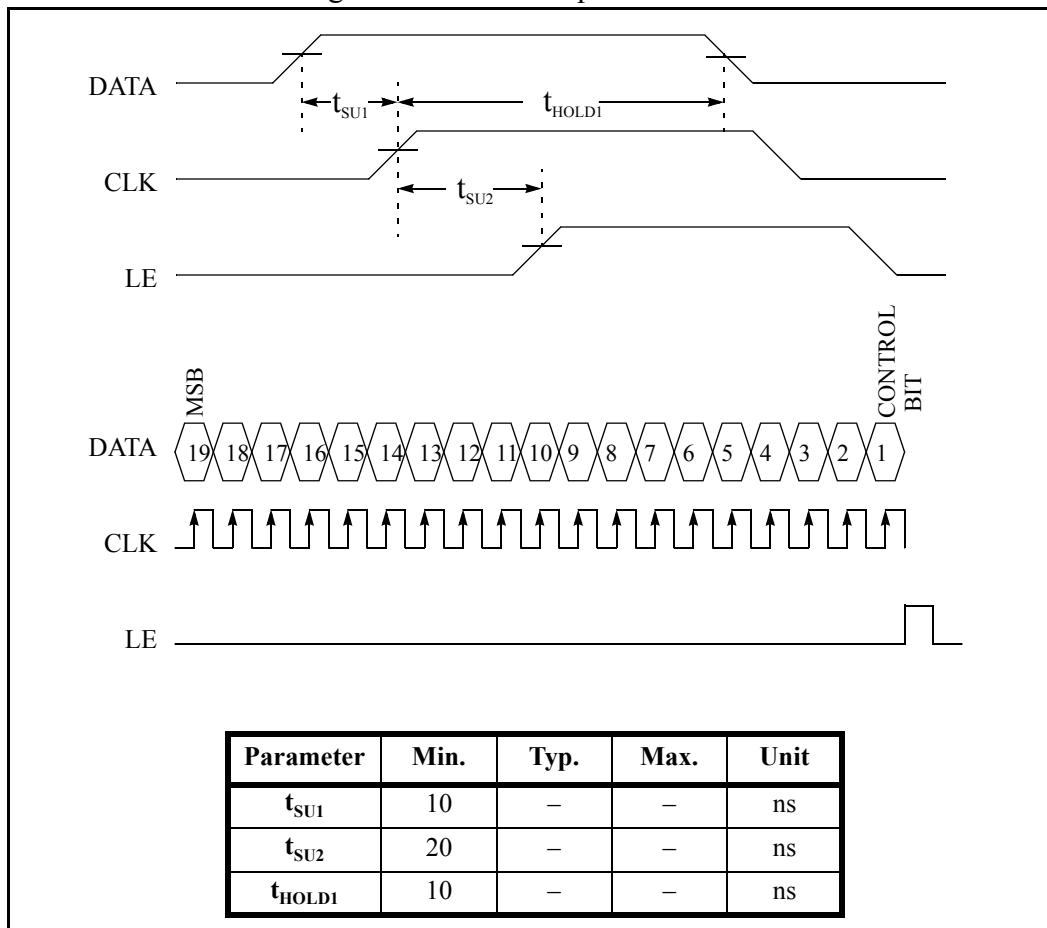 DATA
t_SU1
t_HOLD1
CLK
t_SU2
LE
MSB
CONTROL
BIT
DATA 19 18 17 16 15 14 13 12 11 10 9 8 7 6 5 4 3 2 1
CLK
LE
Parameter Min. Typ. Max. Unit
t_SU1 10 – – ns
t_SU2 20 – – ns
t_HOLD1 10 – – ns